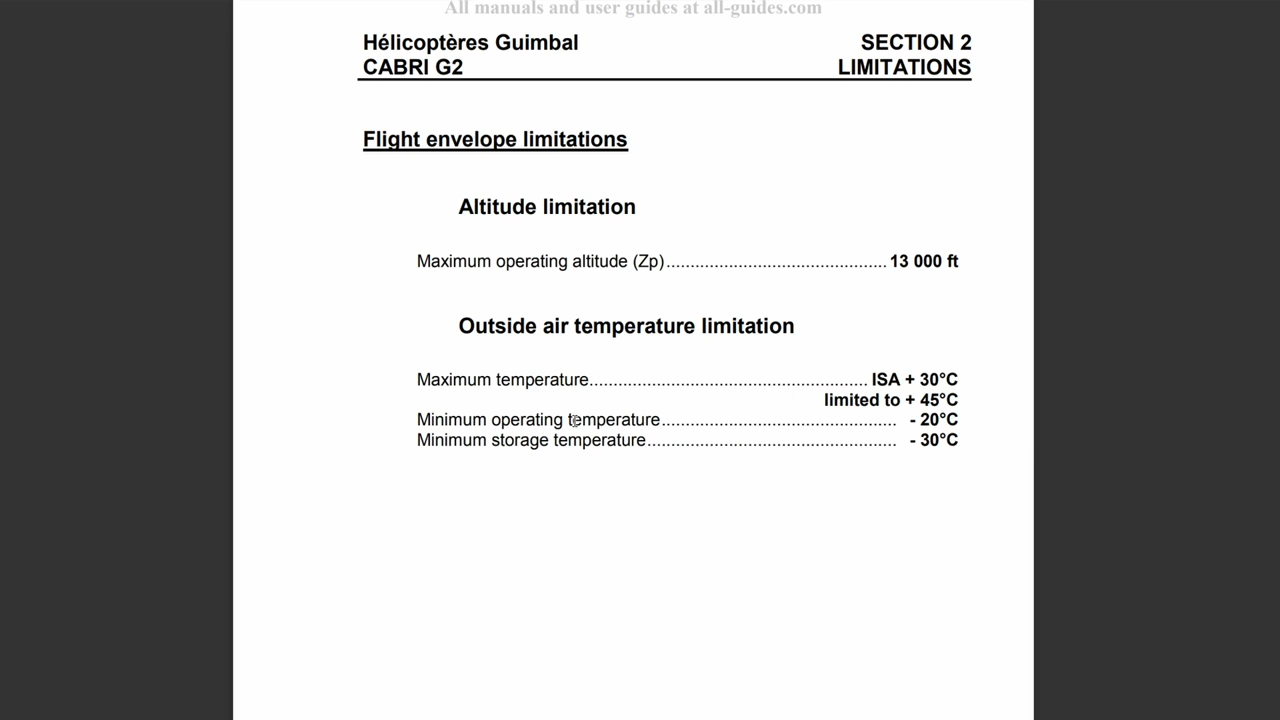 All manuals and user guides at all-guides.com
Hélicoptères Guimbal SECTION 2
CABRI G2 LIMITATIONS
Flight envelope limitations
Altitude limitation
Maximum operating altitude (Zp)..............................................13 000 ft
Outside air temperature limitation
Maximum temperature..........................................................ISA + 30°C
limited to + 45°C
Minimum operating temperature................................................. - 20°C
Minimum storage temperature.................................................... - 30°C